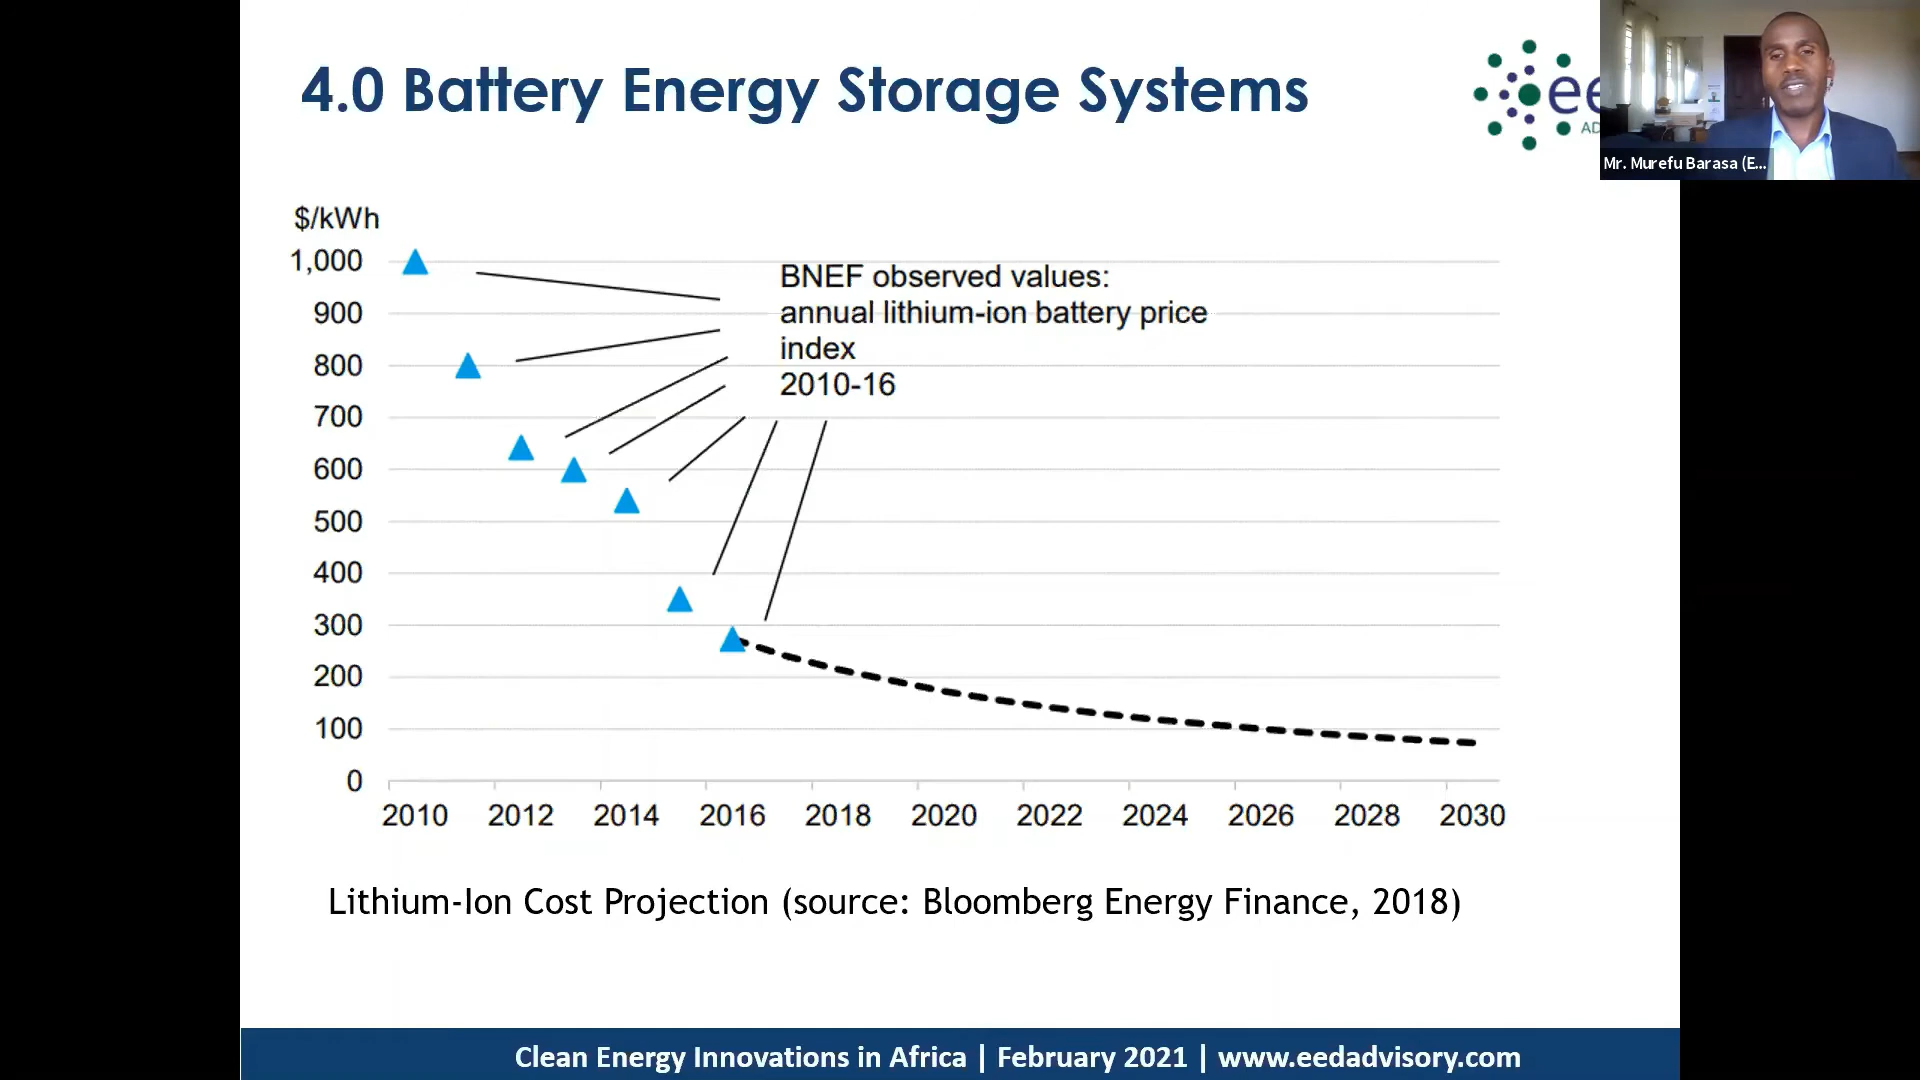 4.0 Battery Energy Storage Systems
Mr. Murefu Barasa (E...
$/kWh
1,000
900
800
700
600
500
400
300
200
100
0
BNEF observed values:
annual lithium-ion battery price
index
2010-16
2010 2012 2014 2016 2018 2020 2022 2024 2026 2028 2030
Lithium-Ion Cost Projection (source: Bloomberg Energy Finance, 2018)
Clean Energy Innovations in Africa | February 2021 | www.eedadvisory.com